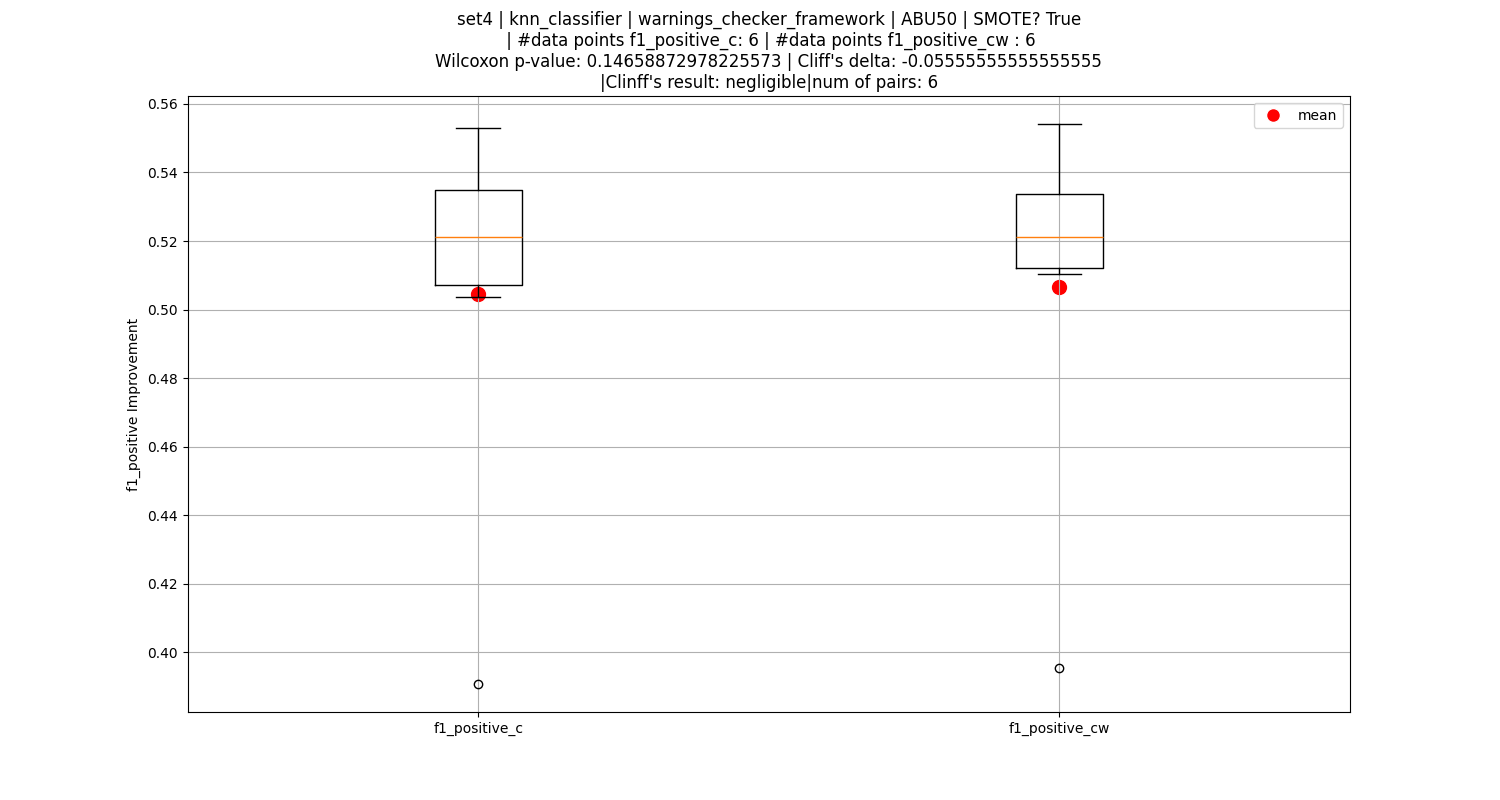 set4 | knn_classifier | warnings_checker_framework | ABU50 | SMOTE? True
| #data points f1_positive_c: 6 | #data points f1_positive_cw : 6
Wilcoxon p-value: 0.14658872978225573 | Cliff's delta: -0.05555555555555555
|Clinff's result: negligible|num of pairs: 6
mean
f1_positive Improvement
0.56
0.54
0.52
0.50
0.48
0.46
0.44
0.42
0.40
f1_positive_c
f1_positive_cw